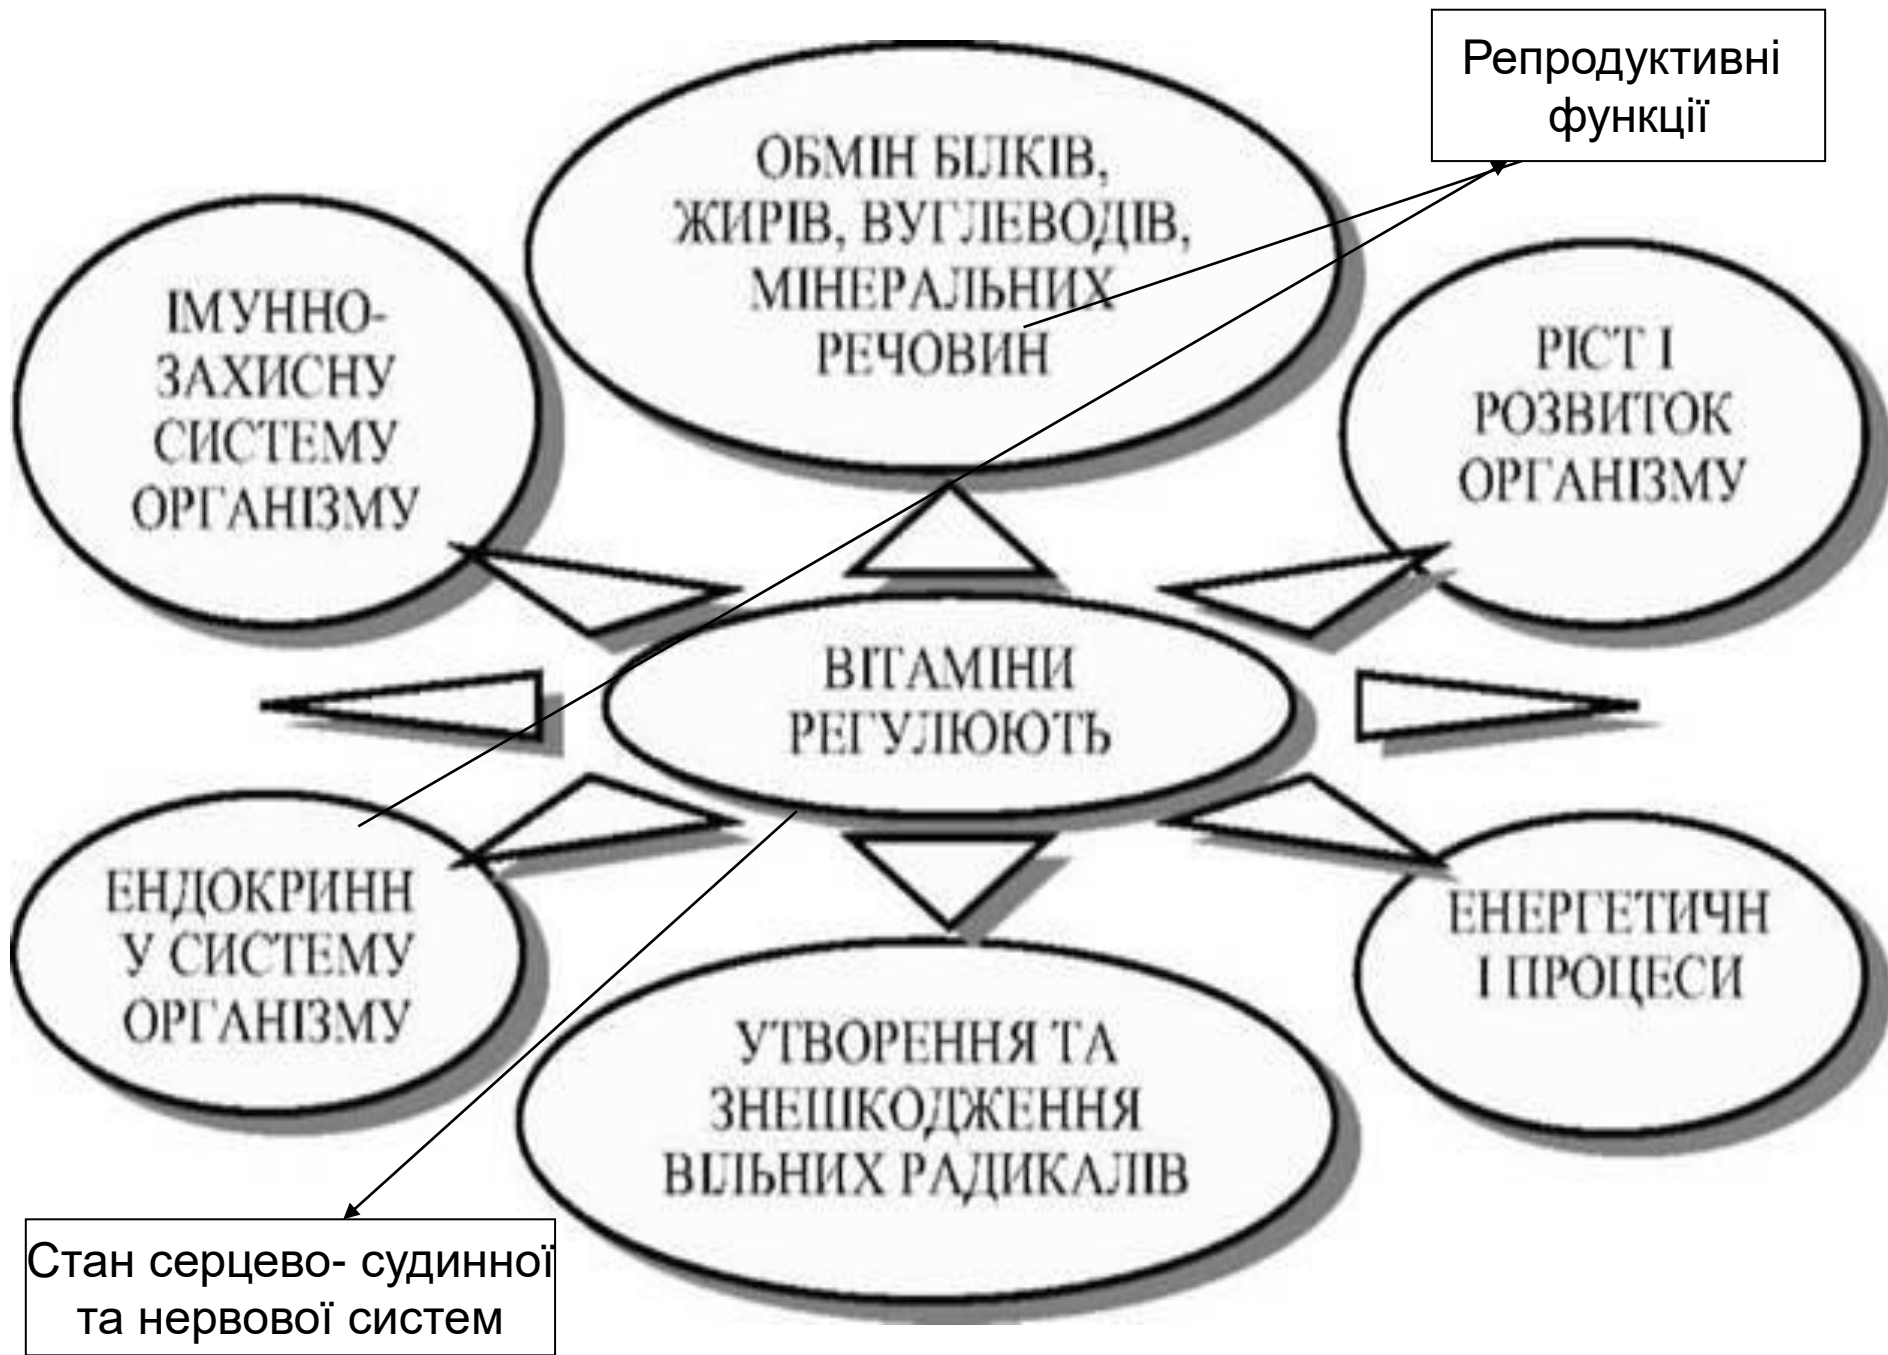 Репродуктивні
функції
ОБМІН БІЛКІВ,
ЖИРІВ, ВУГЛЕВОДІВ,
МІНЕРАЛЬНИХ
РЕЧОВИН
ІМУННО-
ЗАХИСНУ
СИСТЕМУ
ОРГАНІЗМУ
РІСТ І
РОЗВИТОК
ОРГАНІЗМУ
ВІТАМІНИ
РЕГУЛЮЮТЬ
ЕНДОКРИНН
У СИСТЕМУ
ОРГАНІЗМУ
ЕНЕРГЕТИЧН
І ПРОЦЕСИ
УТВОРЕННЯ ТА
ЗНЕШКОДЖЕННЯ
ВІЛЬНИХ РАДИКАЛІВ
Стан серцево- судинної
та нервової систем